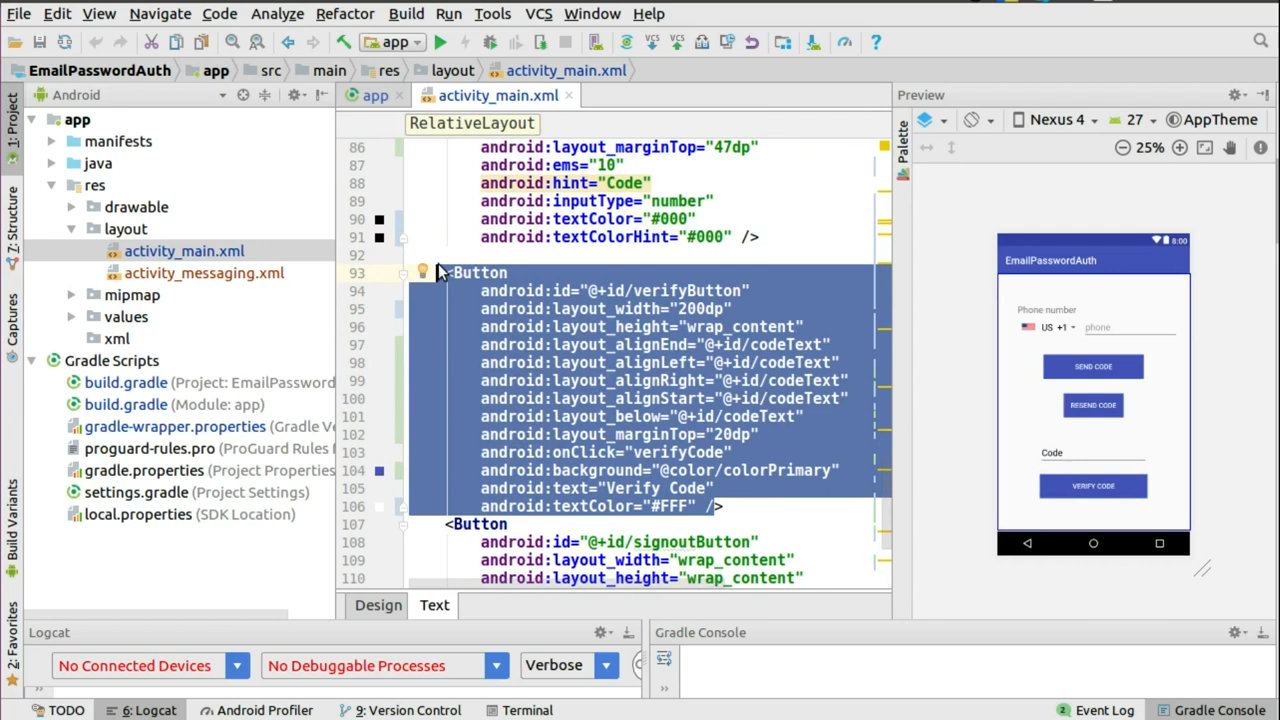 File Edit View Navigate Code Analyze Refactor Build Run Tools VCS Window Help
app
EmailPasswordAuth app src main res layout activity_main.xml
Android
app
manifests
java
res
drawable
layout
activity_main.xml
activity_messaging.xml
mipmap
values
xml
Gradle Scripts
build.gradle (Project: EmailPassword
build.gradle (Module: app)
gradle-wrapper.properties (Gradle Ve
proguard-rules.pro (ProGuard Rules f
gradle.properties (Project Properties
settings.gradle (Project Settings)
local.properties (SDK Location)
1: Project
7: Structure
Captures
Build Variants
2: Favorites
app activity_main.xml
RelativeLayout
86 android:layout_marginTop="47dp"
87 android:ems="10"
88 android:hint="Code"
89 android:inputType="number"
90 android:textColor="#000"
91 android:textColorHint="#000" />
92
93 <Button
94 android:id="@+id/verifyButton"
95 android:layout_width="200dp"
96 android:layout_height="wrap_content"
97 android:layout_alignEnd="@+id/codeText"
98 android:layout_alignLeft="@+id/codeText"
99 android:layout_alignRight="@+id/codeText"
100 android:layout_alignStart="@+id/codeText"
101 android:layout_below="@+id/codeText"
102 android:layout_marginTop="20dp"
103 android:onClick="verifyCode"
104 android:background="@color/colorPrimary"
105 android:text="Verify Code"
106 android:textColor="#FFF" />
107 <Button
108 android:id="@+id/signoutButton"
109 android:layout_width="wrap_content"
110 android:layout_height="wrap_content"
Design Text
Preview
Palette
Nexus 4 27 AppTheme
25%
8:00
EmailPasswordAuth
Phone number
US +1 phone
SEND CODE
RESEND CODE
Code
VERIFY CODE
Logcat
No Connected Devices No Debuggable Processes Verbose
Gradle Console
TODO 6: Logcat Android Profiler 9: Version Control Terminal 2 Event Log Gradle Console